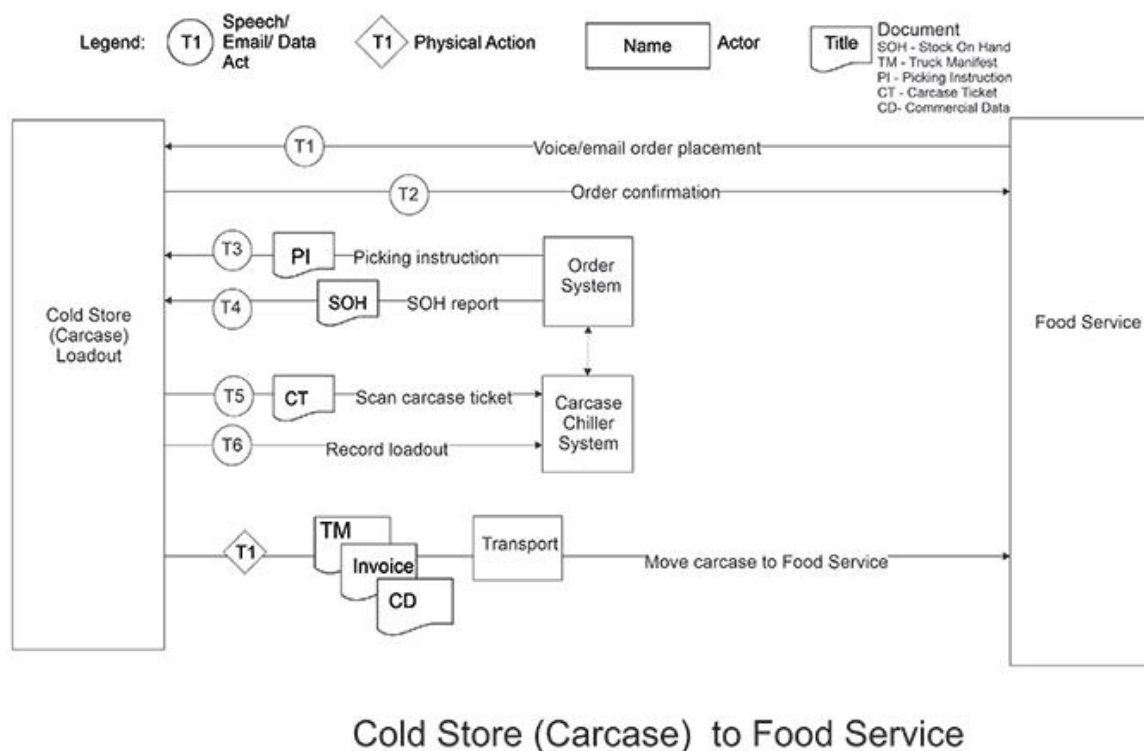 Legend:
T1
Speech/
Email/ Data
Act
T1
Physical Action
Name
Actor
Title
Document
SOH - Stock On Hand
TM - Truck Manifest
PI - Picking Instruction
CT - Carcase Ticket
CD- Commercial Data
T1
Voice/email order placement
T2
Order confirmation
T3
PI
Picking instruction
Order
System
T4
SOH
SOH report
Cold Store
(Carcase)
Loadout
Food Service
T5
CT
Scan carcase ticket
Carcase
Chiller
System
T6
Record loadout
T1
TM
Invoice
CD
Transport
Move carcase to Food Service
Cold Store (Carcase) to Food Service